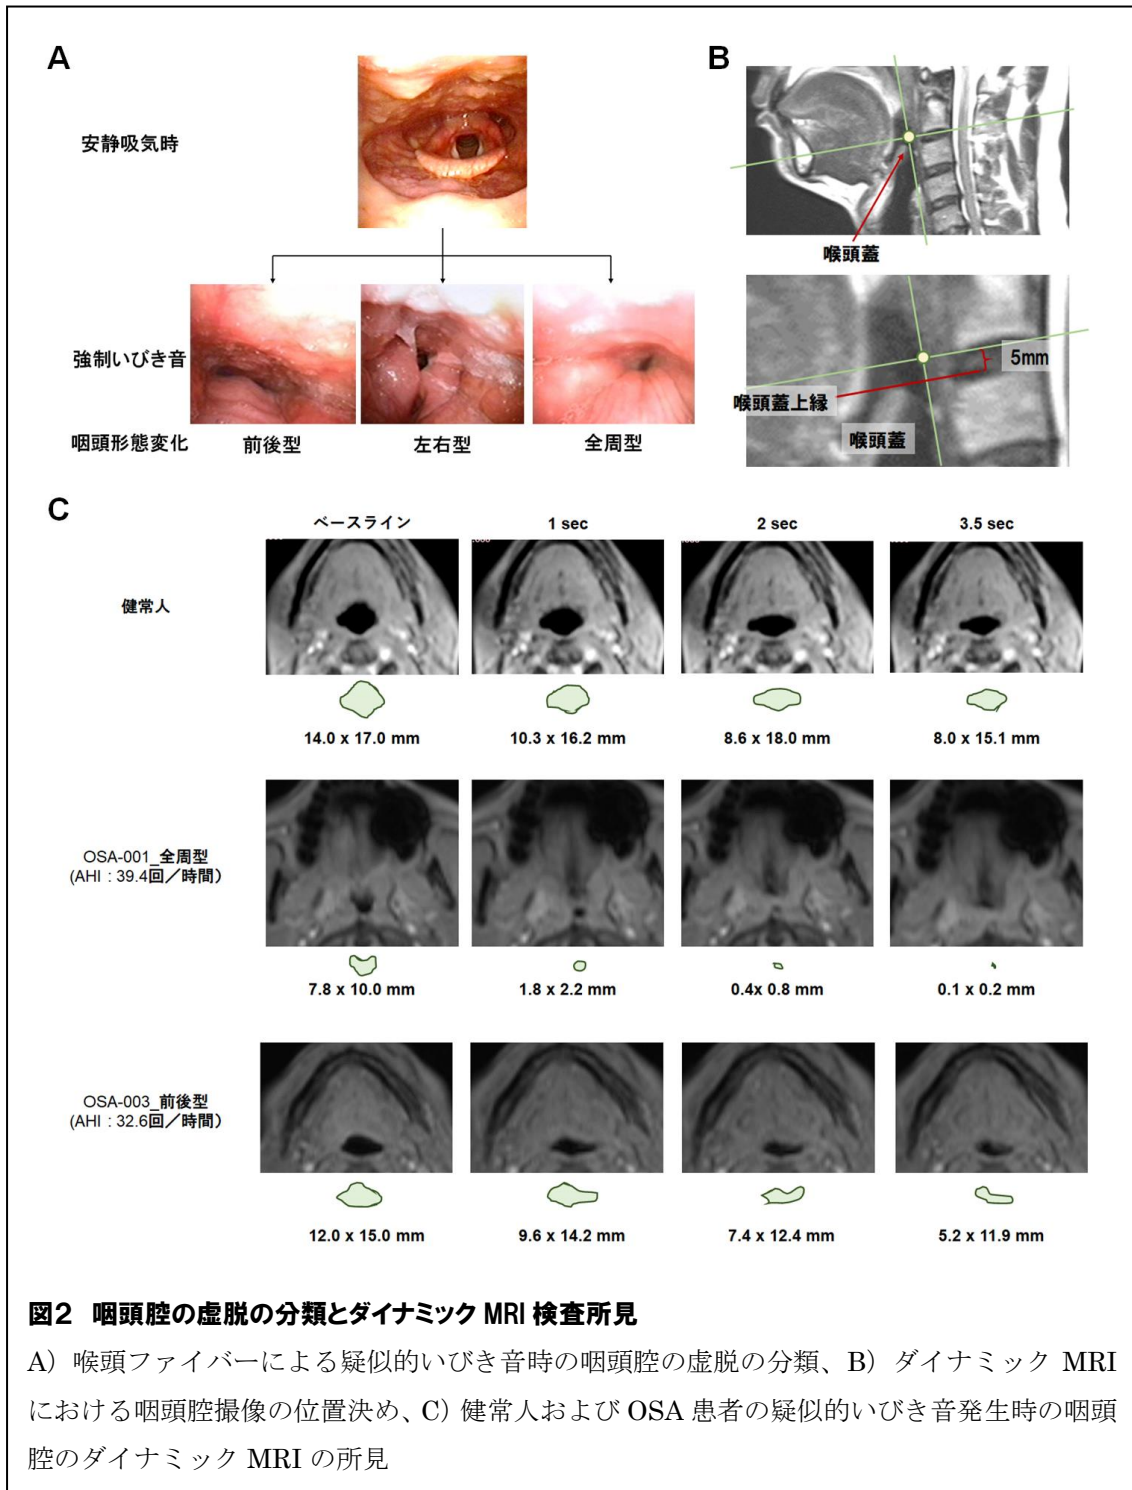 A
B
安静吸気時
喉頭蓋
5mm
喉頭蓋上縁
喉頭蓋
強制いびき音
咽頭形態変化
前後型
左右型
全周型
C
ベースライン
1 sec
2 sec
3.5 sec
健常人
14.0 x 17.0 mm
10.3 x 16.2 mm
8.6 x 18.0 mm
8.0 x 15.1 mm
OSA-001_全周型
(AHI : 39.4回／時間）
7.8 x 10.0 mm
1.8 x 2.2 mm
0.4x 0.8 mm
0.1 x 0.2 mm
OSA-003_前後型
(AHI : 32.6回／時間）
12.0 x 15.0 mm
9.6 x 14.2 mm
7.4 x 12.4 mm
5.2 x 11.9 mm
図２ 咽頭腔の虚脱の分類とダイナミック MRI 検査所見
A）喉頭ファイバーによる疑似的いびき音時の咽頭腔の虚脱の分類、B）ダイナミック MRI
における咽頭腔撮像の位置決め、C）健常人および OSA 患者の疑似的いびき音発生時の咽頭
腔のダイナミック MRI の所見